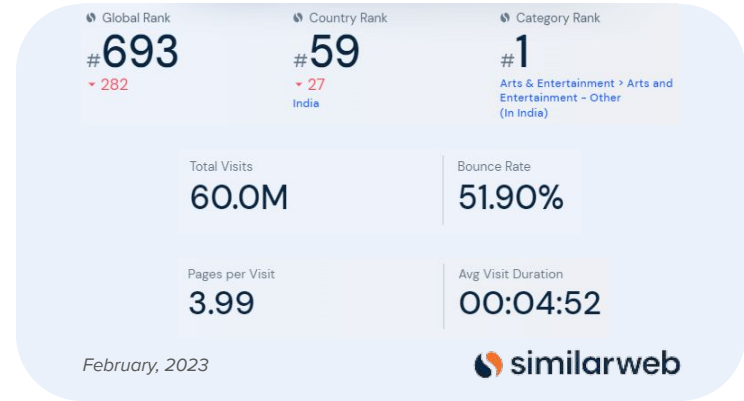 Global Rank
#693
282
Country Rank
#59
27
India
Category Rank
#1
Arts & Entertainment > Arts and
Entertainment - Other
(In India)
Total Visits
60.0M
Bounce Rate
51.90%
Pages per Visit
3.99
Avg Visit Duration
00:04:52
February, 2023
similarweb